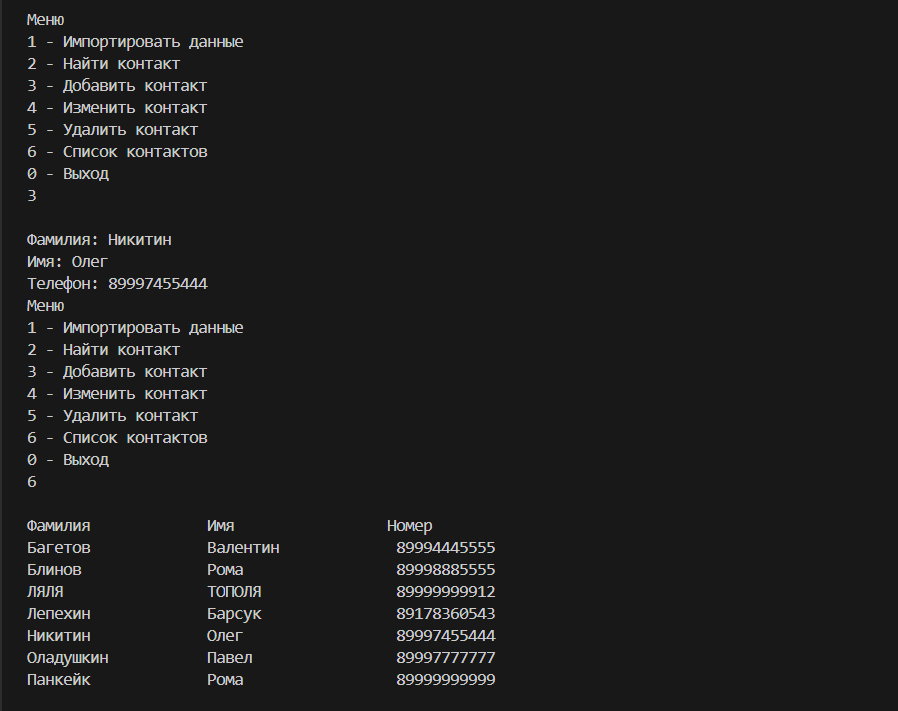 Меню
1 - Импортировать данные
2 - Найти контакт
3 - Добавить контакт
4 - Изменить контакт
5 - Удалить контакт
6 - Список контактов
0 - Выход
3
Фамилия: Никитин
Имя: Олег
Телефон: 89997455444
Меню
1 - Импортировать данные
2 - Найти контакт
3 - Добавить контакт
4 - Изменить контакт
5 - Удалить контакт
6 - Список контактов
0 - Выход
6
Фамилия Имя Номер
Багетов Валентин 89994445555
Блинов Рома 89998885555
ЛЯЛЯ ТОПОЛЯ 89999999912
Лепехин Барсук 89178360543
Никитин Олег 89997455444
Оладушкин Павел 89997777777
Панкейк Рома 89999999999